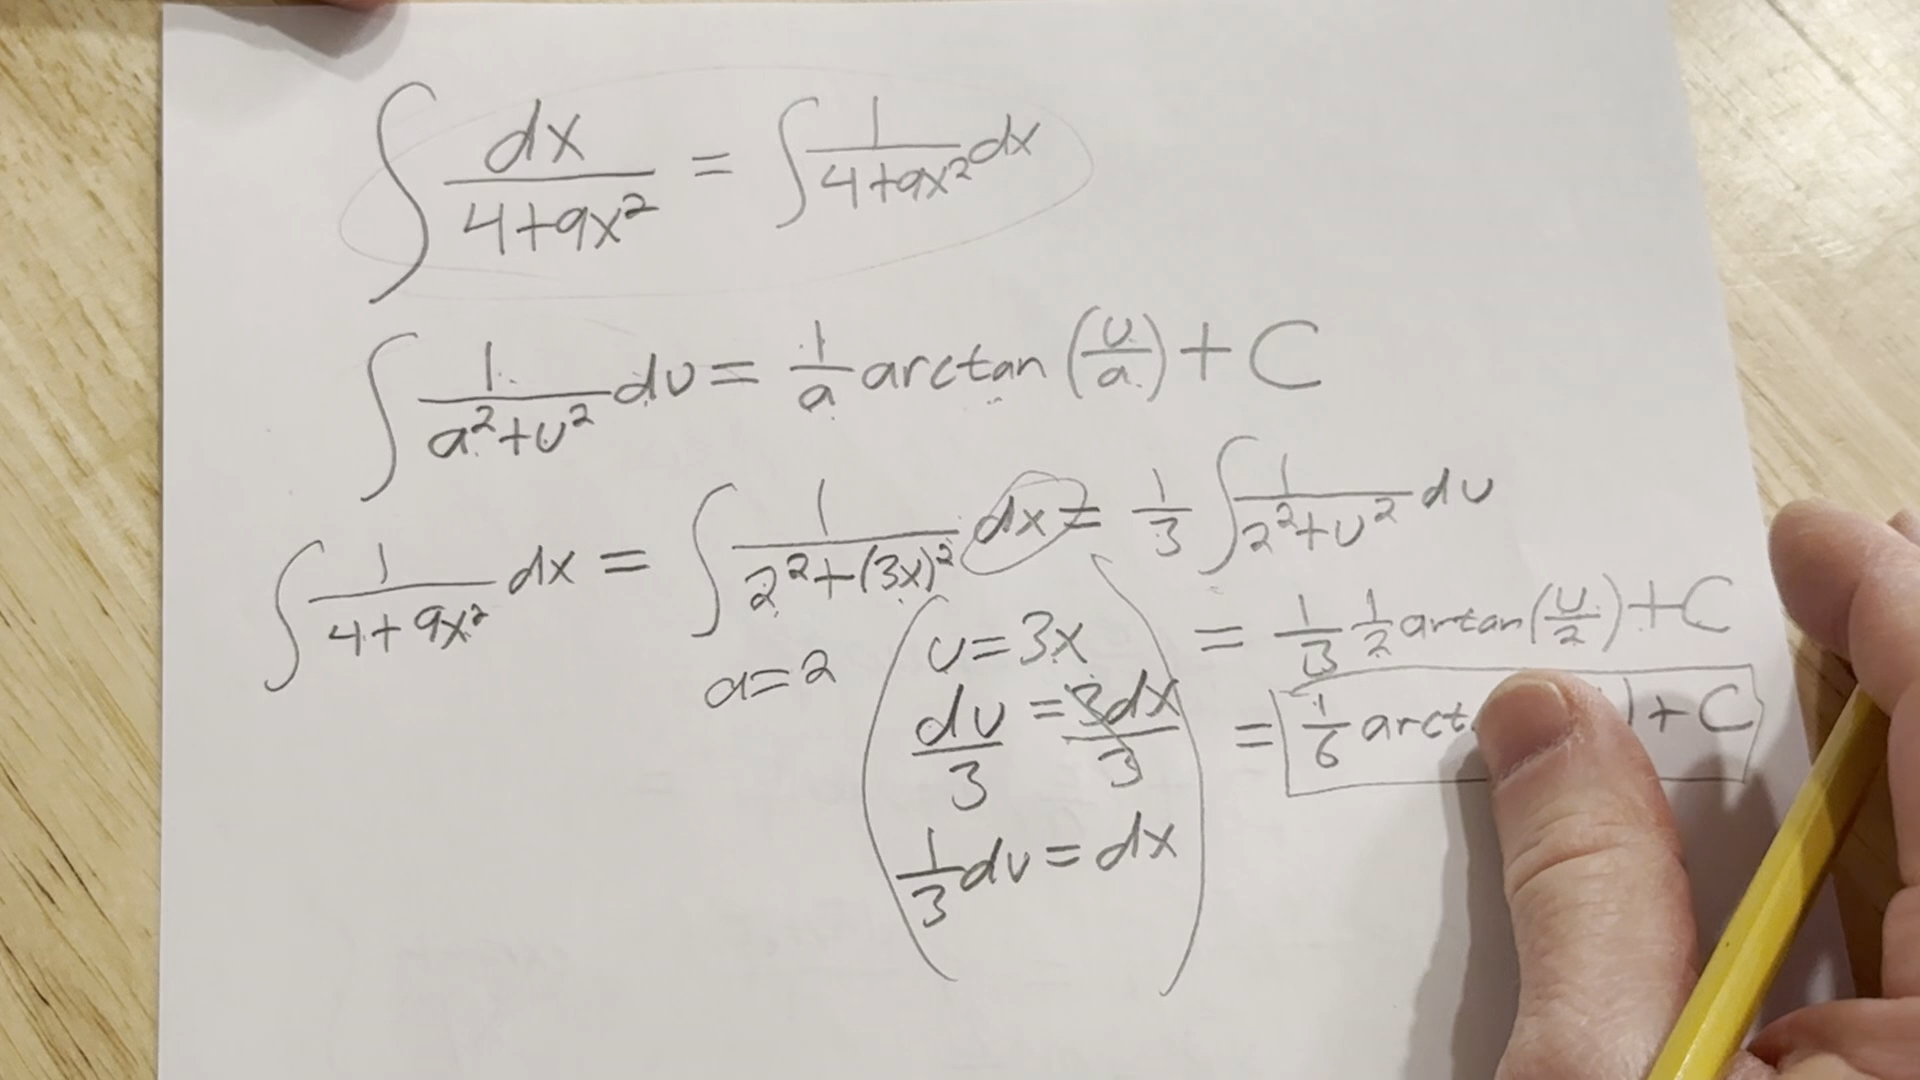 ∫ dx/(4+9x²) = ∫ 1/(4+9x²) dx
∫ 1/(a²+u²) du = 1/a arctan (u/a) + C
∫ 1/(4+9x²) dx = ∫ 1/(2²+(3x)²) dx = 1/3 ∫ 1/(2²+u²) du
a=2
u=3x
du/3 = 3dx/3
1/3 du = dx
= 1/3 1/2 arctan(u/2)+C
= 1/6 arct ) + C